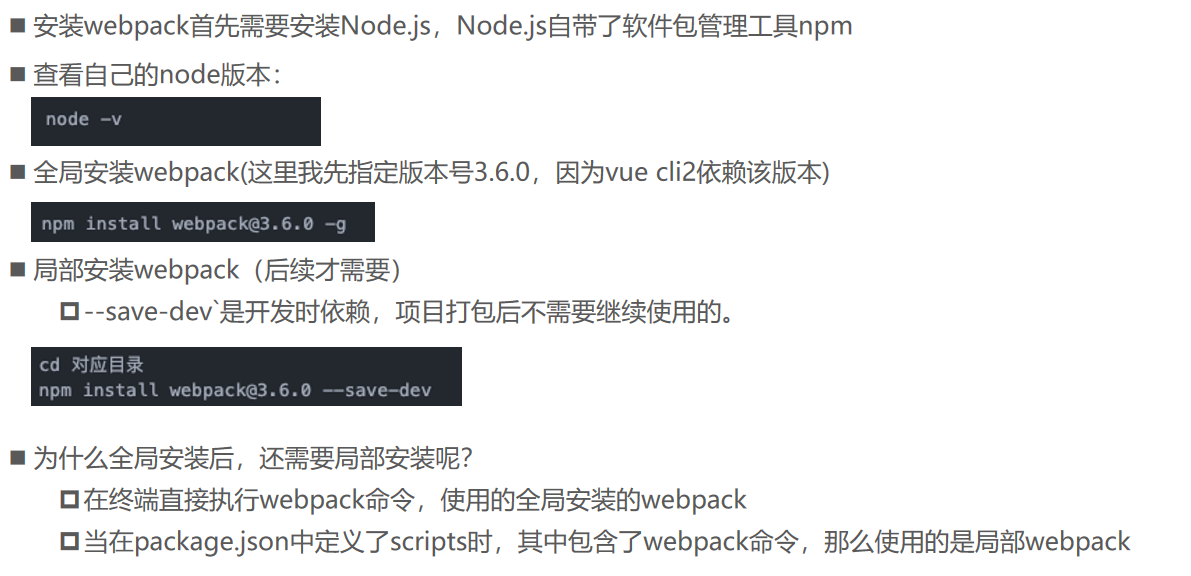 安装webpack首先需要安装Node.js，Node.js自带了软件包管理工具npm
查看自己的node版本：
node -v
全局安装webpack(这里我先指定版本号3.6.0，因为vue cli2依赖该版本)
npm install webpack@3.6.0 -g
局部安装webpack（后续才需要）
--save-dev`是开发时依赖，项目打包后不需要继续使用的。
cd 对应目录
npm install webpack@3.6.0 --save-dev
为什么全局安装后，还需要局部安装呢？
在终端直接执行webpack命令，使用的全局安装的webpack
当在package.json中定义了scripts时，其中包含了webpack命令，那么使用的是局部webpack